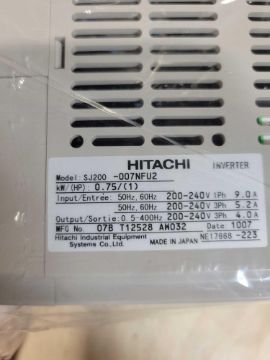 HITACHI INVERTER
Model: SJ200 -007NFU2
kW/(HP): 0.75/(1)
Input/Entree: 50Hz,60Hz 200-240V 1Ph 9.0A
50Hz,60Hz 200-240V 3Ph 5.2A
Output/Sortie: 0.5-400Hz 200-240V 3Ph 4.0A
MFG No. 07B T12528 AW032 Date: 1007
Hitachi Industrial Equipment
Systems Co.,Ltd. MADE IN JAPAN NE17668-223